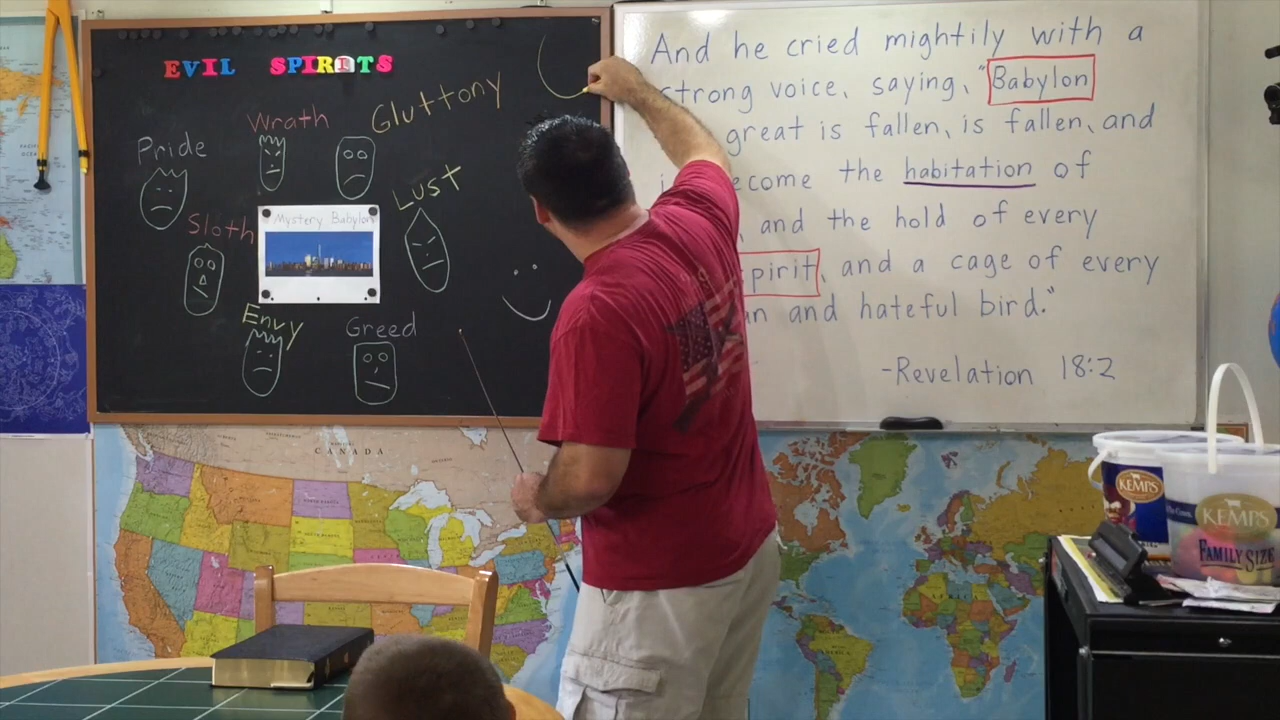 EVIL SPIRITS
Wrath
Gluttony
Pride
Lust
Sloth
Mystery Babylon
Envy
Greed
And he cried mightily with a
strong voice, saying, "Babylon
great is fallen, is fallen, and
become the habitation of
, and the hold of every
spirit, and a cage of every
and hateful bird."
-Revelation 18:2
CANADA
AFRICA
KEMPS
KEMPS
FAMILY SIZE